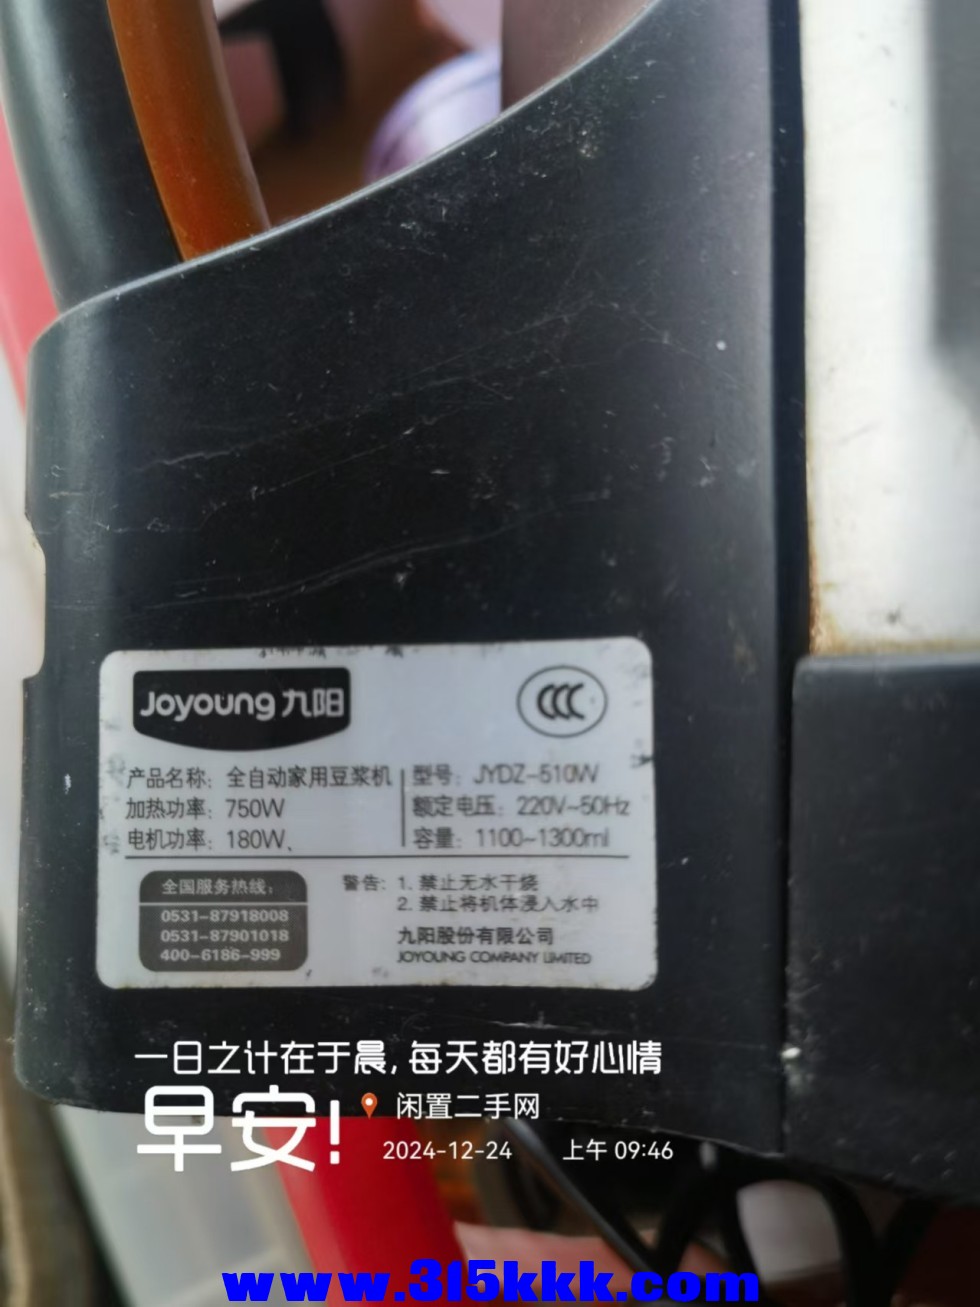 Joyoung 九阳
产品名称：全自动家用豆浆机
加热功率：750W
电机功率：180W
型号：JYDZ-510W
额定电压：220V~50Hz
容量：1100~1300ml
全国服务热线：
0531-87918008
0531-87901018
400-6186-999
警告：1. 禁止无水干烧
2. 禁止将机体浸入水中
九阳股份有限公司
JOYOUNG COMPANY LIMITED
一日之计在于晨，每天都有好心情
早安！
闲置二手网
2024-12-24 上午 09:46
www.315kkk.com